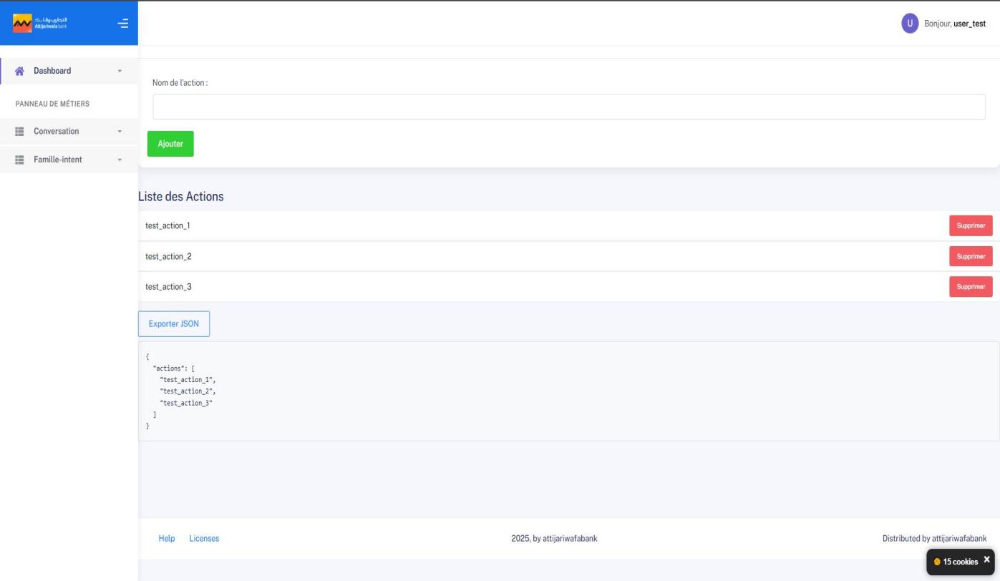 التجاري وفا بنك
Attijariwafa bank
U Bonjour, user_test
Dashboard
PANNEAU DE MÉTIERS
Conversation
Famille-intent
Nom de l'action :
Ajouter
Liste des Actions
test_action_1 Supprimer
test_action_2 Supprimer
test_action_3 Supprimer
Exporter JSON
{
"actions": [
"test_action_1",
"test_action_2",
"test_action_3"
]
}
Help Licenses 2025, by attijariwafabank Distributed by attijariwafabank
15 cookies ×